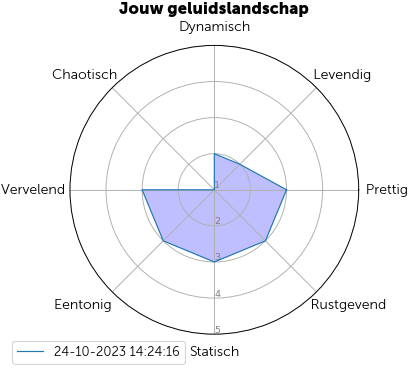 Jouw geluidslandschap
Dynamisch
Chaotisch
Levendig
Vervelend
1
Prettig
2
3
4
Eentonig
Rustgevend
5
24-10-2023 14:24:16
Statisch